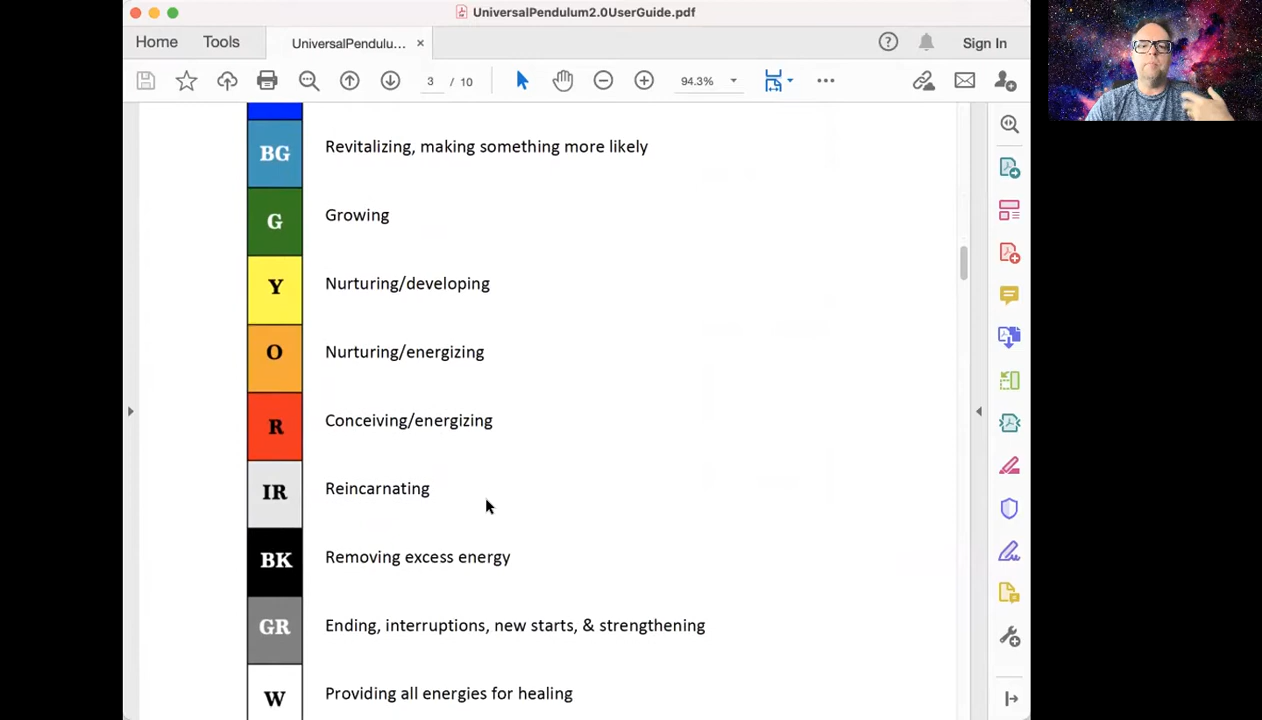 UniversalPendulum2.0UserGuide.pdf
Home Tools UniversalPendulu... × Sign In
3 / 10 94.3%
BG Revitalizing, making something more likely
G Growing
Y Nurturing/developing
O Nurturing/energizing
R Conceiving/energizing
IR Reincarnating
BK Removing excess energy
GR Ending, interruptions, new starts, & strengthening
W Providing all energies for healing